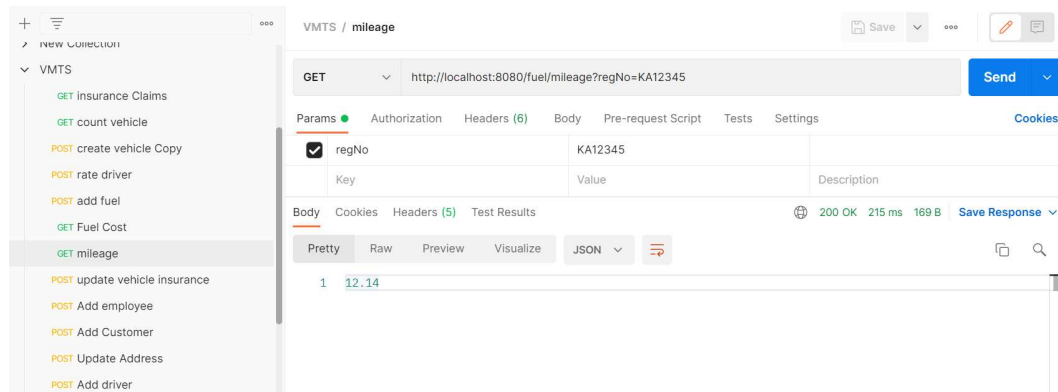 New Collection
VMTS
GET insurance Claims
GET count vehicle
POST create vehicle Copy
POST rate driver
POST add fuel
GET Fuel Cost
GET mileage
POST update vehicle insurance
POST Add employee
POST Add Customer
POST Update Address
POST Add driver
VMTS / mileage
Save
GET http://localhost:8080/fuel/mileage?regNo=KA12345 Send
Params Authorization Headers (6) Body Pre-request Script Tests Settings Cookies
regNo KA12345
Key Value Description
Body Cookies Headers (5) Test Results 200 OK 215 ms 169 B Save Response
Pretty Raw Preview Visualize JSON
1 12.14